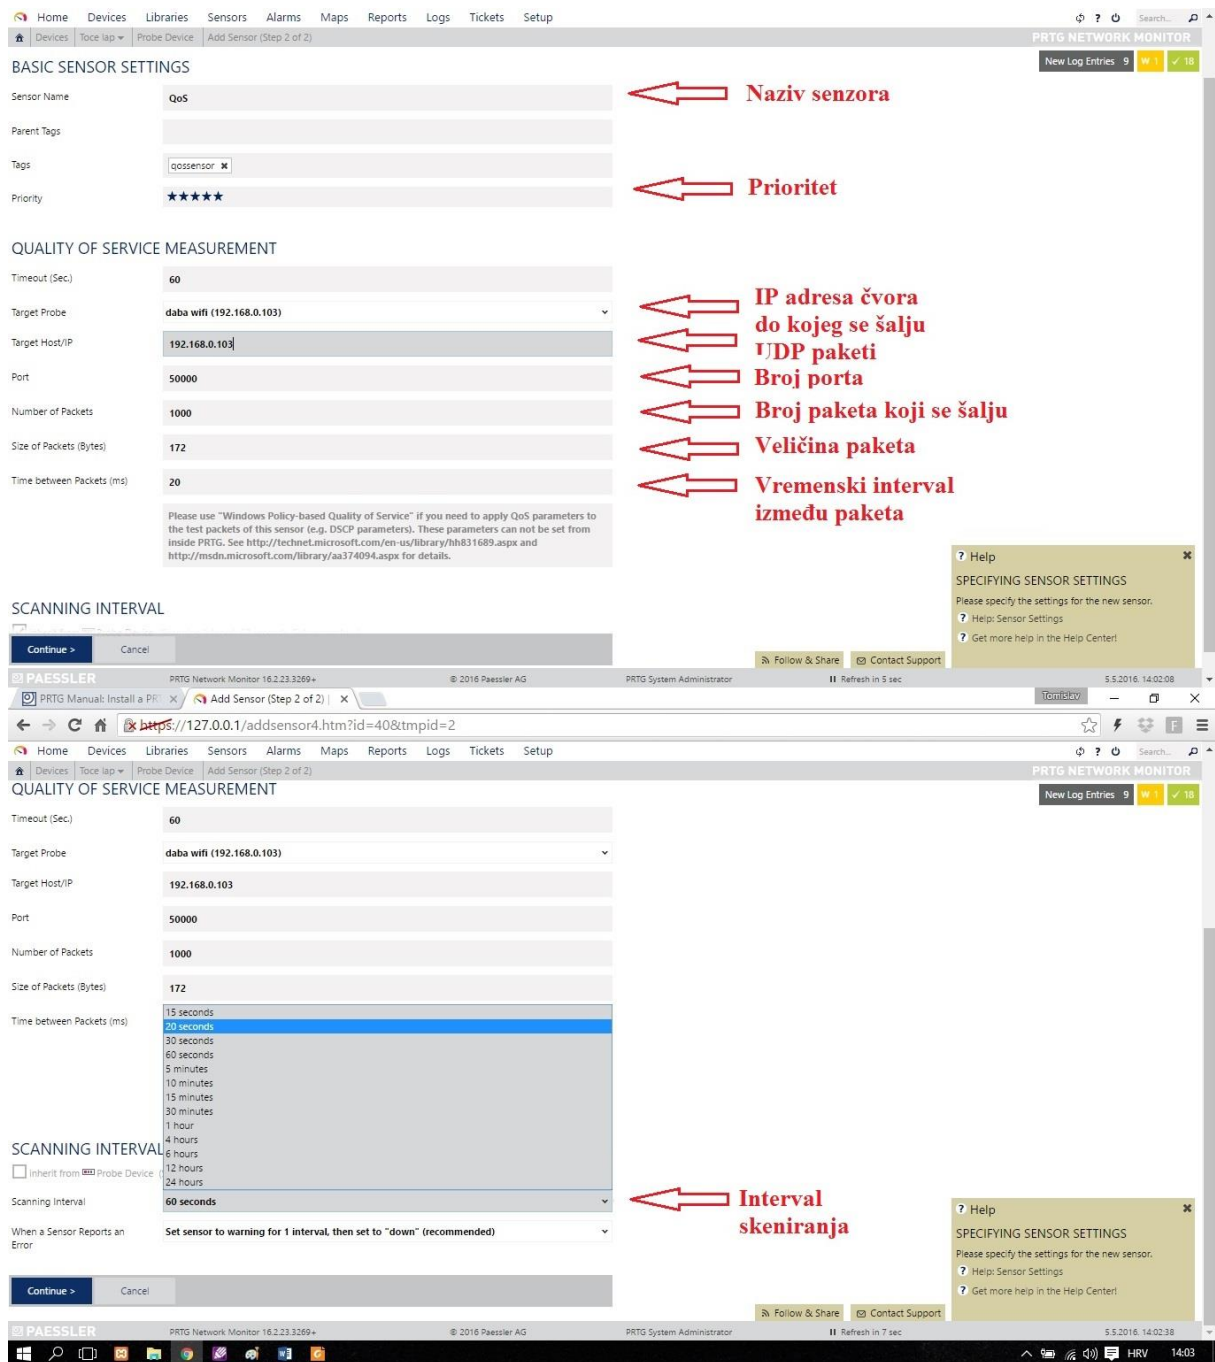 Home Devices Libraries Sensors Alarms Maps Reports Logs Tickets Setup ? Search...
Devices Toce lap Probe Device Add Sensor (Step 2 of 2) PRTG NETWORK MONITOR
New Log Entries 9 W 1 ✓ 18
BASIC SENSOR SETTINGS
Sensor Name QoS Naziv senzora
Parent Tags
Tags qossensor ✖
Priority ★★★★★ Prioritet
QUALITY OF SERVICE MEASUREMENT
Timeout (Sec.) 60
Target Probe daba wifi (192.168.0.103)
Target Host/IP 192.168.0.103
IP adresa čvora
do kojeg se šalju
UDP paketi
Port 50000 Broj porta
Number of Packets 1000 Broj paketa koji se šalju
Size of Packets (Bytes) 172 Veličina paketa
Time between Packets (ms) 20 Vremenski interval
između paketa
Please use "Windows Policy-based Quality of Service" if you need to apply QoS parameters to
the test packets of this sensor (e.g. DSCP parameters). These parameters can not be set from
inside PRTG. See http://technet.microsoft.com/en-us/library/hh831689.aspx and
http://msdn.microsoft.com/library/aa374094.aspx for details.
SCANNING INTERVAL
? Help ✖
SPECIFYING SENSOR SETTINGS
Please specify the settings for the new sensor.
? Help: Sensor Settings
? Get more help in the Help Center!
Continue > Cancel
Follow & Share Contact Support
PAESSLER PRTG Network Monitor 16.2.23.3269+ © 2016 Paessler AG PRTG System Administrator Refresh in 7 sec 5.5.2016. 14:02:08
PRTG Manual: Install a PR Add Sensor (Step 2 of 2) | Tomislav
https://127.0.0.1/addsensor4.htm?id=40&tmpid=2
Home Devices Libraries Sensors Alarms Maps Reports Logs Tickets Setup ? Search...
Devices Toce lap Probe Device Add Sensor (Step 2 of 2) PRTG NETWORK MONITOR
QUALITY OF SERVICE MEASUREMENT
New Log Entries 9 W 1 ✓ 18
Timeout (Sec.) 60
Target Probe daba wifi (192.168.0.103)
Target Host/IP 192.168.0.103
Port 50000
Number of Packets 1000
Size of Packets (Bytes) 172
Time between Packets (ms)
15 seconds
20 seconds
30 seconds
60 seconds
5 minutes
10 minutes
15 minutes
30 minutes
1 hour
4 hours
6 hours
12 hours
24 hours
SCANNING INTERVAL
inherit from Probe Device
Scanning Interval 60 seconds
Interval
skeniranja
When a Sensor Reports an
Error
Set sensor to warning for 1 interval, then set to "down" (recommended)
? Help ✖
SPECIFYING SENSOR SETTINGS
Please specify the settings for the new sensor.
? Help: Sensor Settings
? Get more help in the Help Center!
Continue > Cancel
Follow & Share Contact Support
PAESSLER PRTG Network Monitor 16.2.23.3269+ © 2016 Paessler AG PRTG System Administrator Refresh in 7 sec 5.5.2016. 14:02:38
HRV 14:03